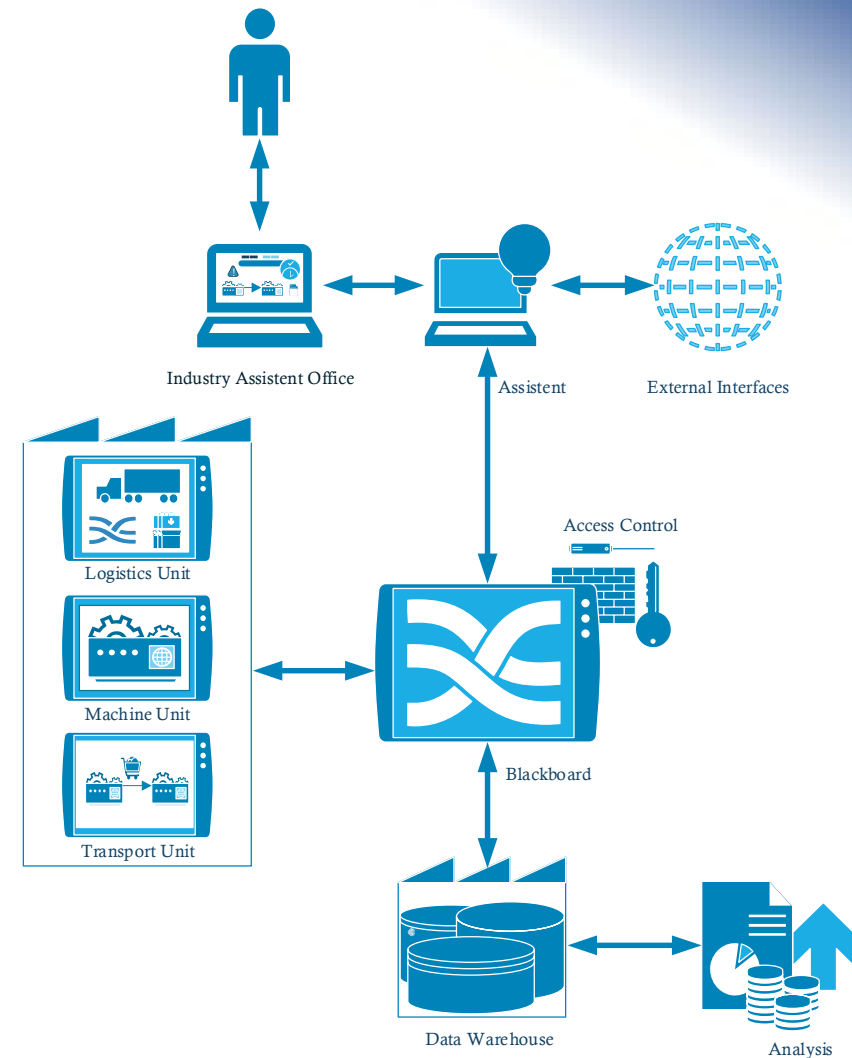 Industry Assistent Office
Assistent
External Interfaces
Access Control
Logistics Unit
Machine Unit
Transport Unit
Blackboard
Data Warehouse
Analysis